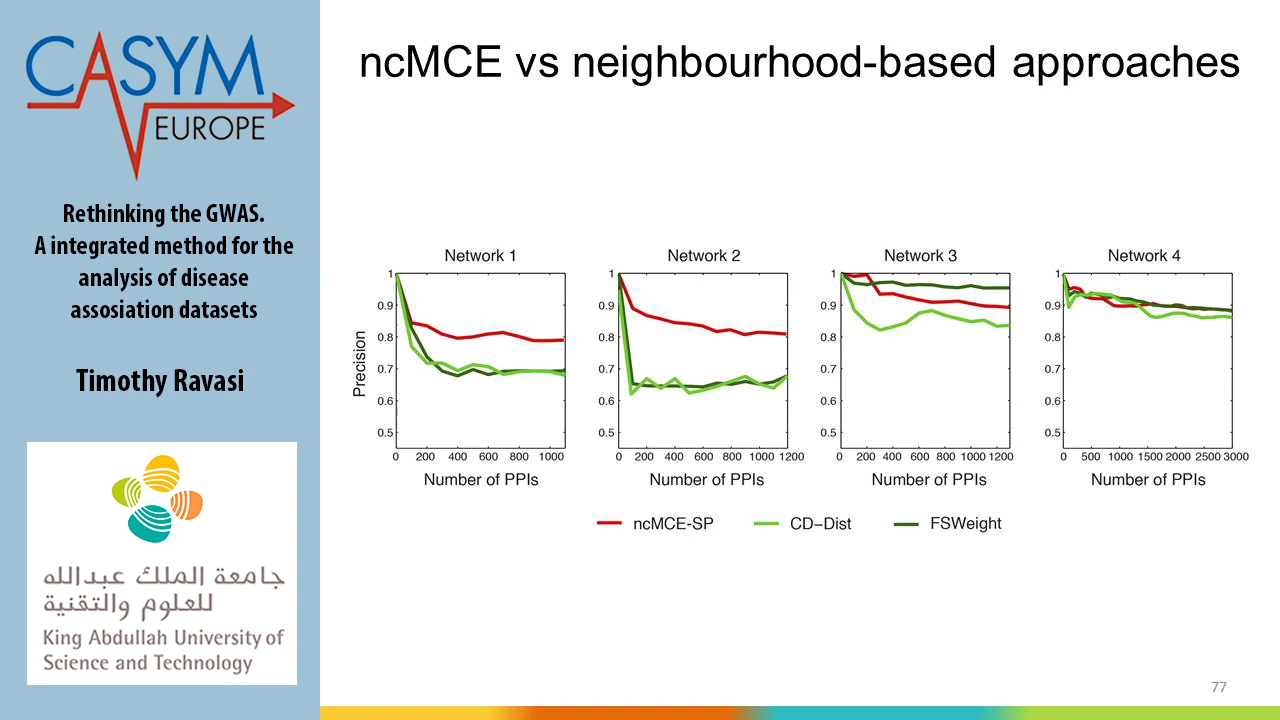 CASYM
EUROPE
Rethinking the GWAS.
A integrated method for the
analysis of disease
assosiation datasets
Timothy Ravasi
جامعة الملك عبدالله
للعلوم والتقنية
King Abdullah University of
Science and Technology
ncMCE vs neighbourhood-based approaches
Network 1
1
0.9
0.8
0.7
0.6
0.5
Precision
0 200 400 600 800 1000
Number of PPIs
Network 2
1
0.9
0.8
0.7
0.6
0.5
0 200 400 600 800 1000 1200
Number of PPIs
Network 3
1
0.9
0.8
0.7
0.6
0.5
0 200 400 600 800 1000 1200
Number of PPIs
Network 4
1
0.9
0.8
0.7
0.6
0.5
0 500 1000 1500 2000 2500 3000
Number of PPIs
ncMCE-SP CD–Dist FSWeight
77